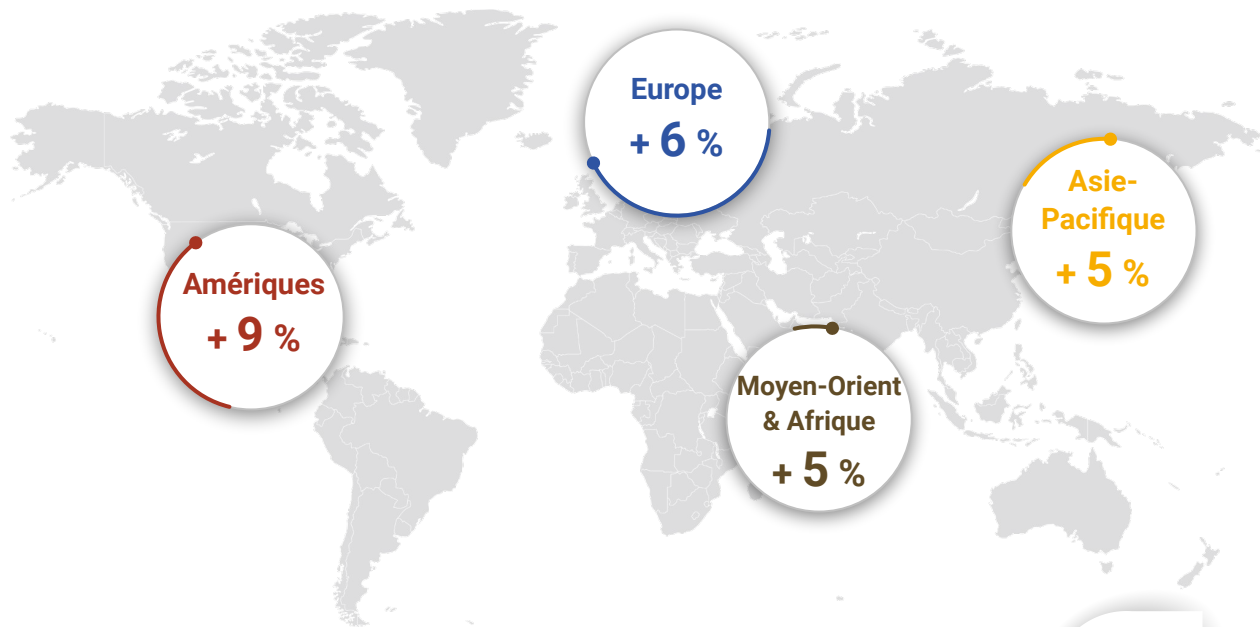 Europe
+ 6 %
Asie-
Pacifique
+ 5 %
Amériques
+ 9 %
Moyen-Orient
& Afrique
+ 5 %